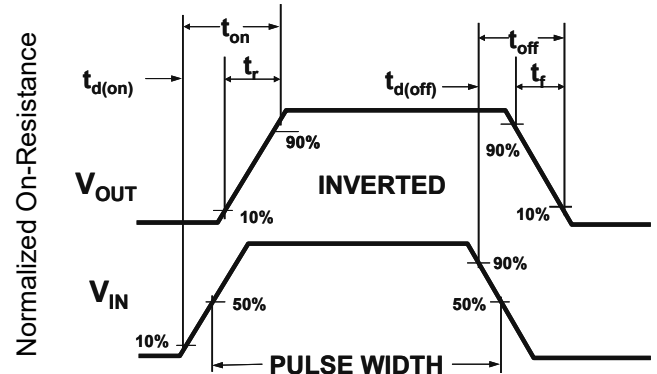 Normalized On-Resistance
t_on
t_off
t_d(on)
t_r
t_d(off)
t_f
90%
90%
V_OUT
INVERTED
10%
10%
90%
V_IN
50%
50%
10%
PULSE WIDTH